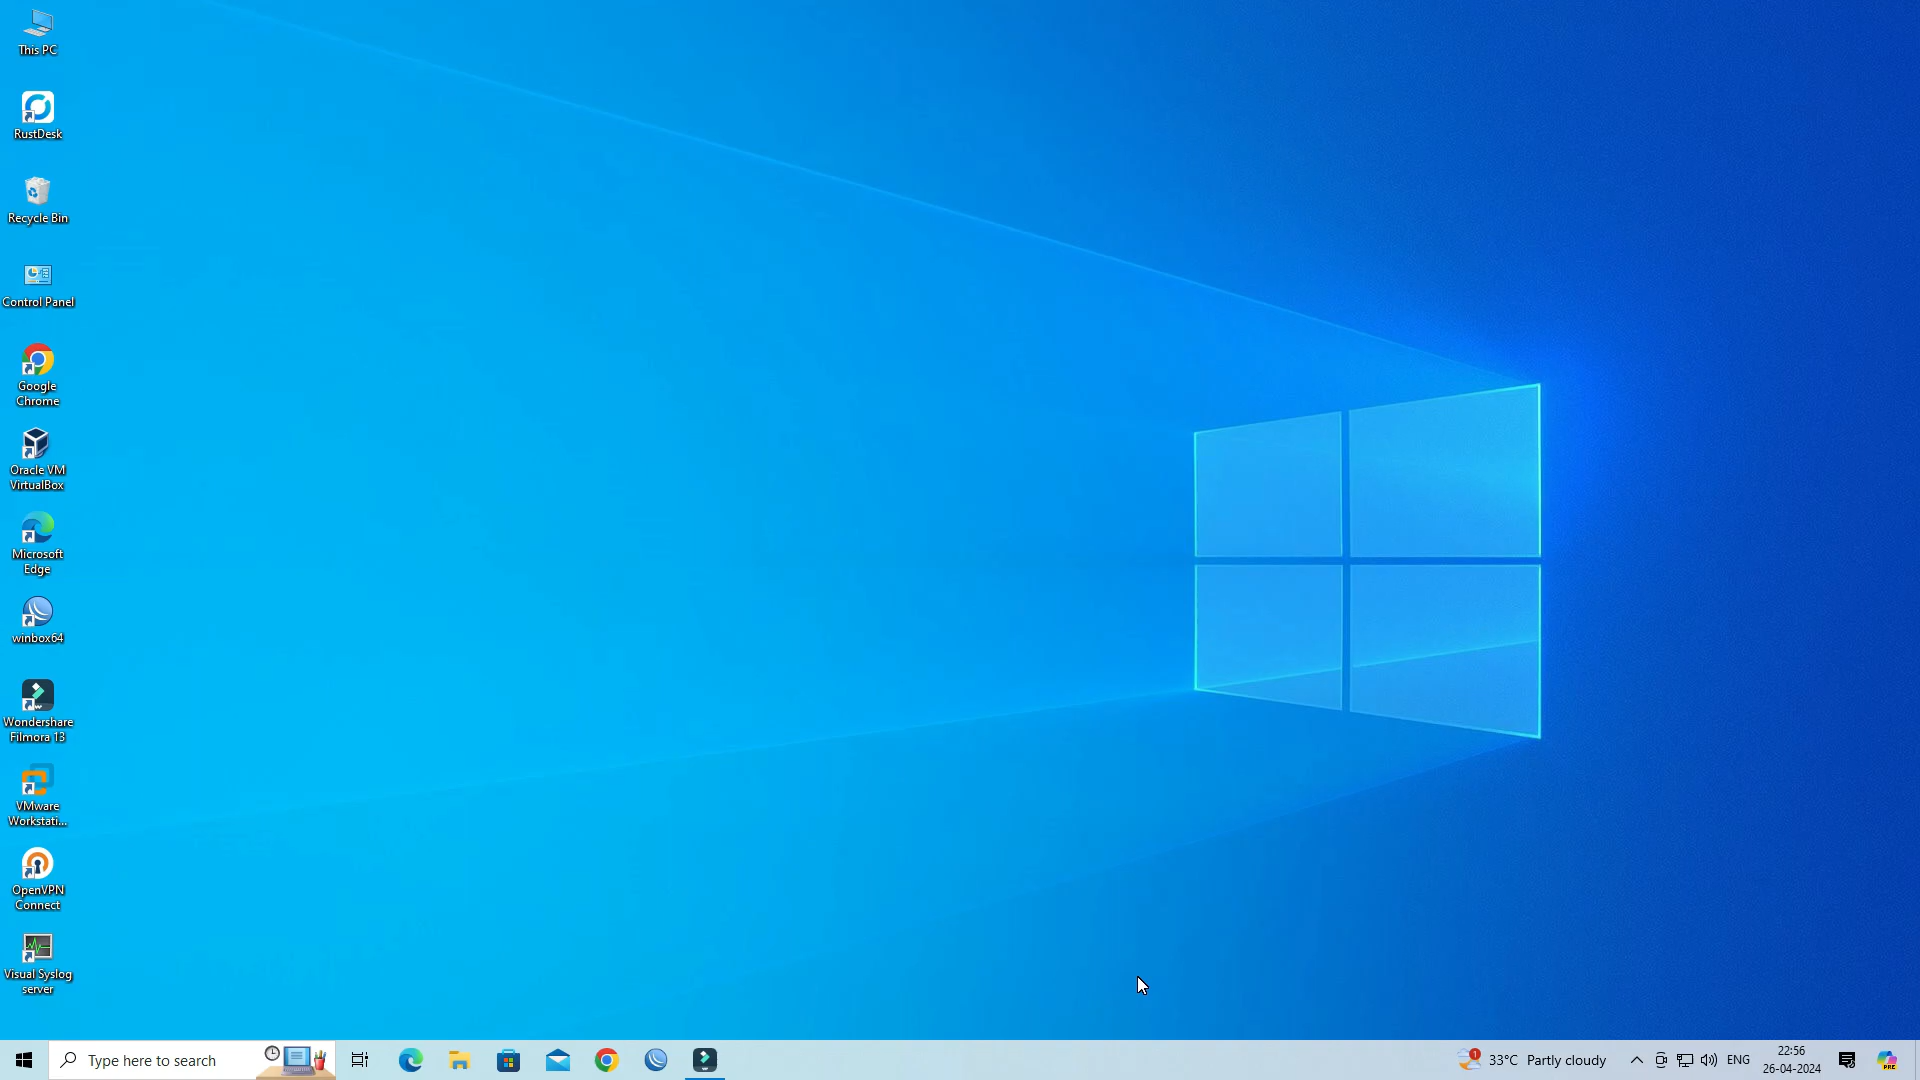 This PC
RustDesk
Recycle Bin
Control Panel
Google
Chrome
Oracle VM
VirtualBox
Microsoft
Edge
winbox64
Wondershare
Filmora 13
VMware
Workstati...
OpenVPN
Connect
Visual Syslog
server
Type here to search
1
33°C Partly cloudy
ENG
22:56
26-04-2024
PRE